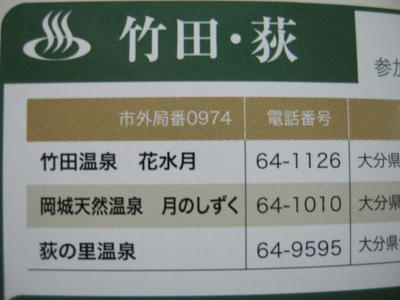 竹田・荻
参加
市外局番0974 電話番号
竹田温泉 花水月 64-1126 大分県
岡城天然温泉 月のしずく 64-1010 大分県
荻の里温泉 64-9595 大分県